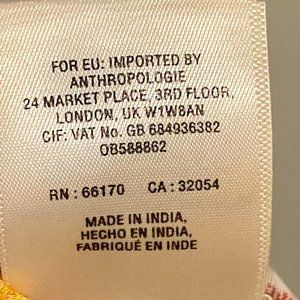 FOR EU: IMPORTED BY
ANTHROPOLOGIE
24 MARKET PLACE, 3RD FLOOR,
LONDON, UK W1W8AN
CIF: VAT No. GB 684936382
OB588862
RN : 66170 CA : 32054
MADE IN INDIA,
HECHO EN INDIA,
FABRIQUÉ EN INDE